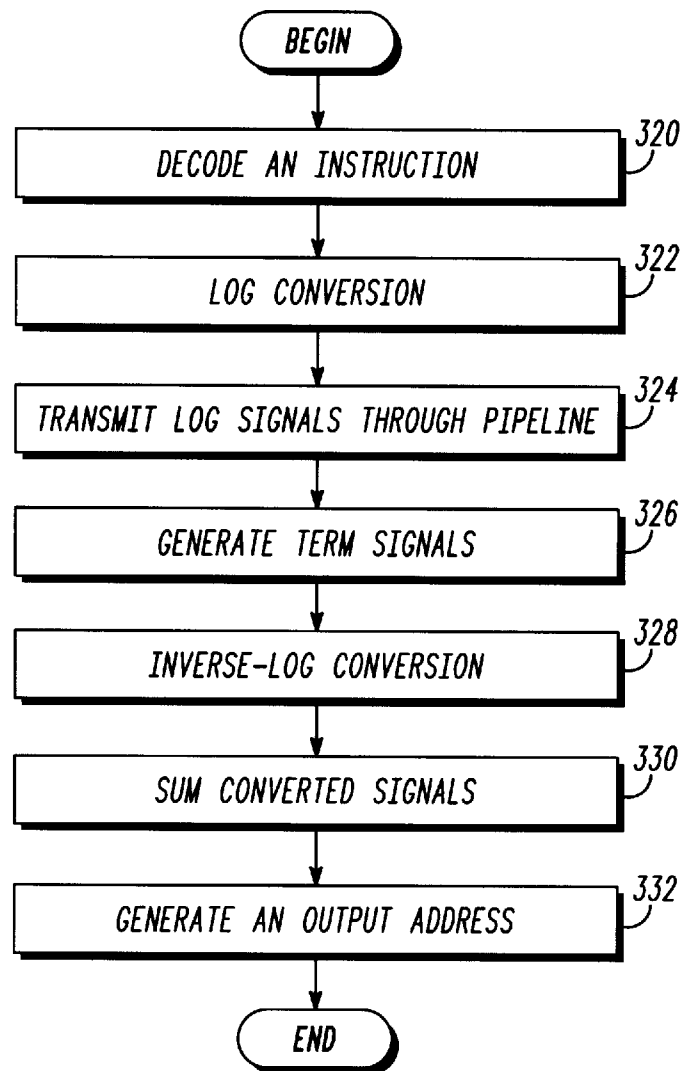 BEGIN
DECODE AN INSTRUCTION
320
LOG CONVERSION
322
TRANSMIT LOG SIGNALS THROUGH PIPELINE
324
GENERATE TERM SIGNALS
326
INVERSE-LOG CONVERSION
328
SUM CONVERTED SIGNALS
330
GENERATE AN OUTPUT ADDRESS
332
END